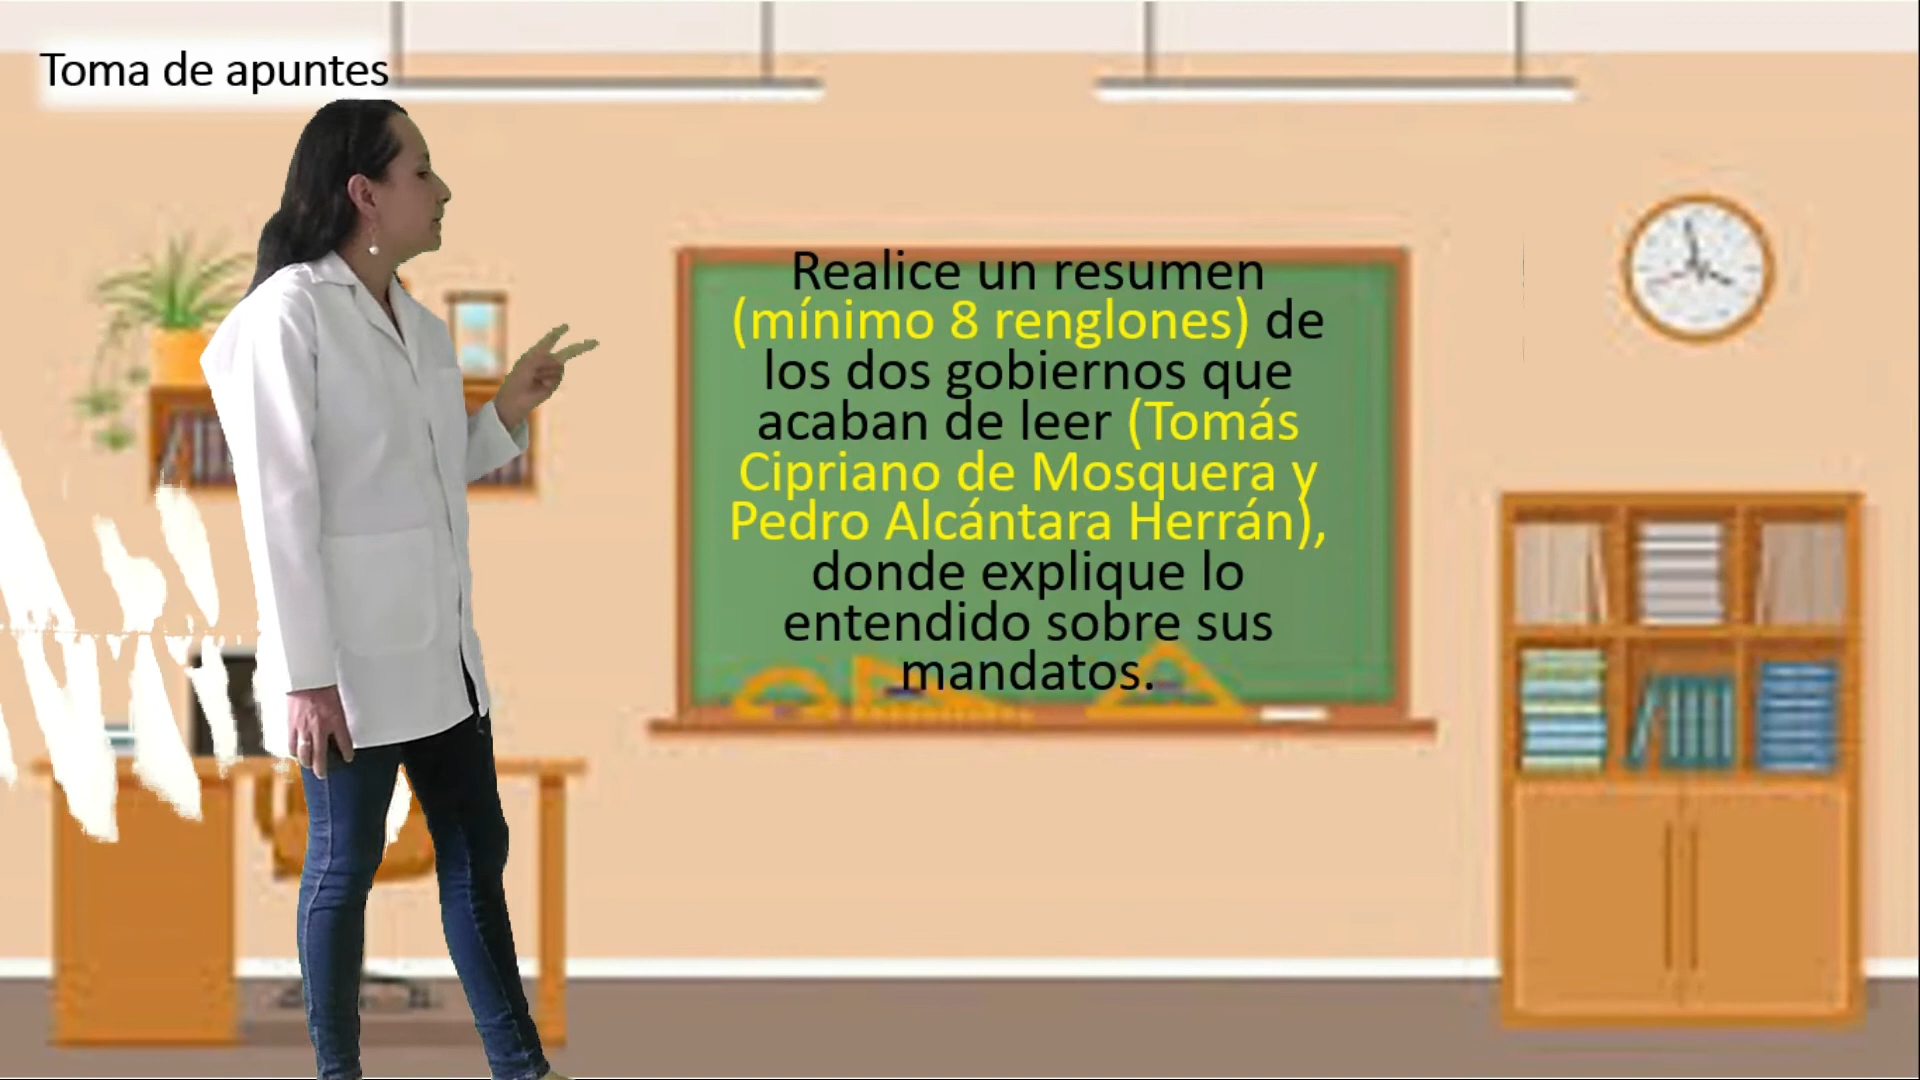 Toma de apuntes
Realice un resumen
(mínimo 8 renglones) de
los dos gobiernos que
acaban de leer (Tomás
Cipriano de Mosquera y
Pedro Alcántara Herrán),
donde explique lo
entendido sobre sus
mandatos.